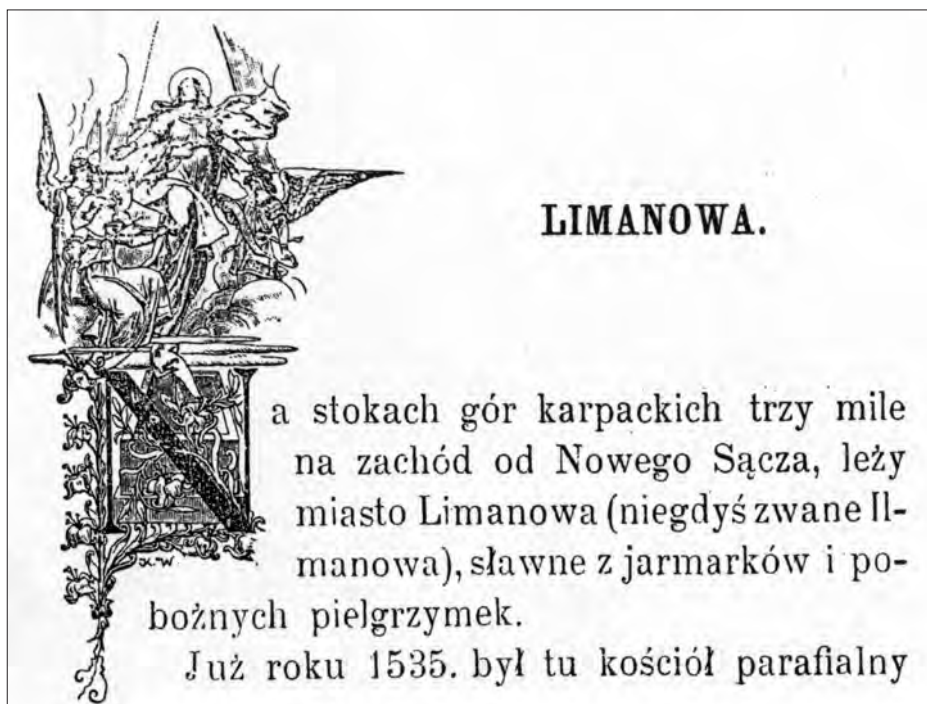 LIMANOWA.
Na stokach gór karpackich trzy mile
na zachód od Nowego Sącza, leży
miasto Limanowa (niegdyś zwane Il-
manowa), sławne z jarmarków i po-
bożnych pielgrzymek.
Już roku 1535. był tu kościół parafialny
K.W.